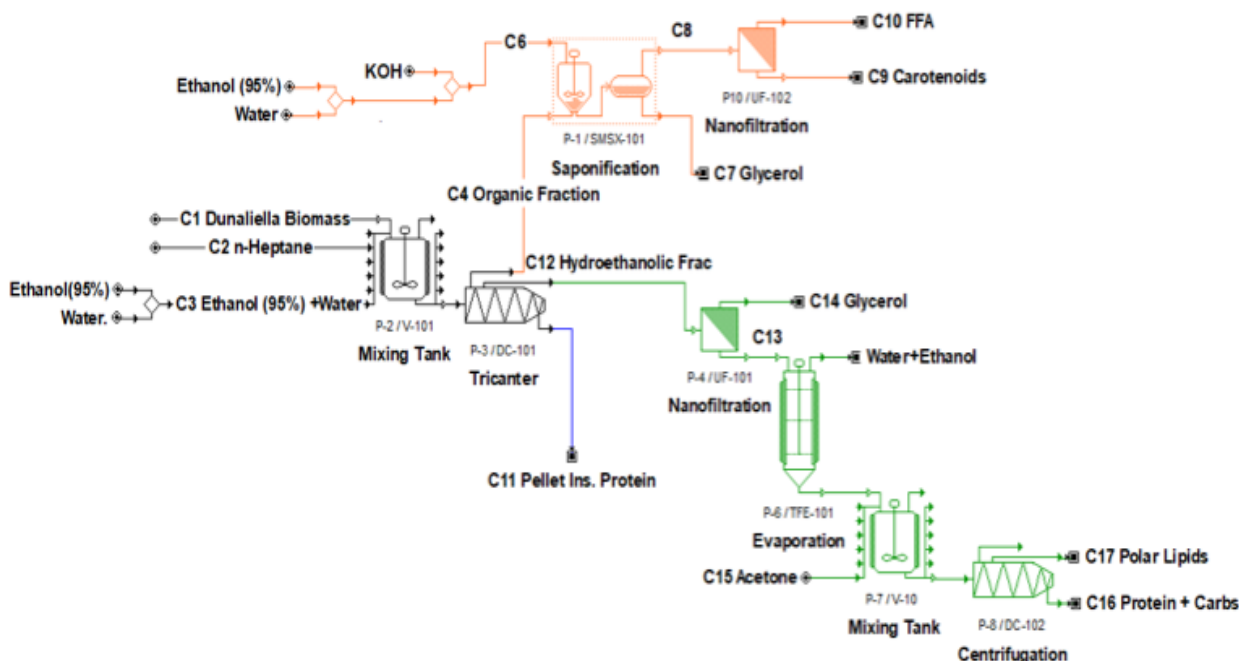 C10 FFA
C6
C8
KOH
Ethanol (95%)
C9 Carotenoids
Water
P10 / UF-102
Nanofiltration
P-1 / SMSX-101
Saponification
C7 Glycerol
C4 Organic Fraction
C1 Dunaliella Biomass
C2 n-Heptane
C12 Hydroethanolic Frac
Ethanol(95%)
C3 Ethanol (95%) +Water
Water.
C14 Glycerol
P-2 / V-101
Mixing Tank
P-3 / DC-101
Tricanter
C13
Water+Ethanol
P-4 / UF-101
Nanofiltration
C11 Pellet Ins. Protein
P-6 / TFE-101
Evaporation
C15 Acetone
C17 Polar Lipids
C16 Protein + Carbs
P-7 / V-10
Mixing Tank
P-8 / DC-102
Centrifugation